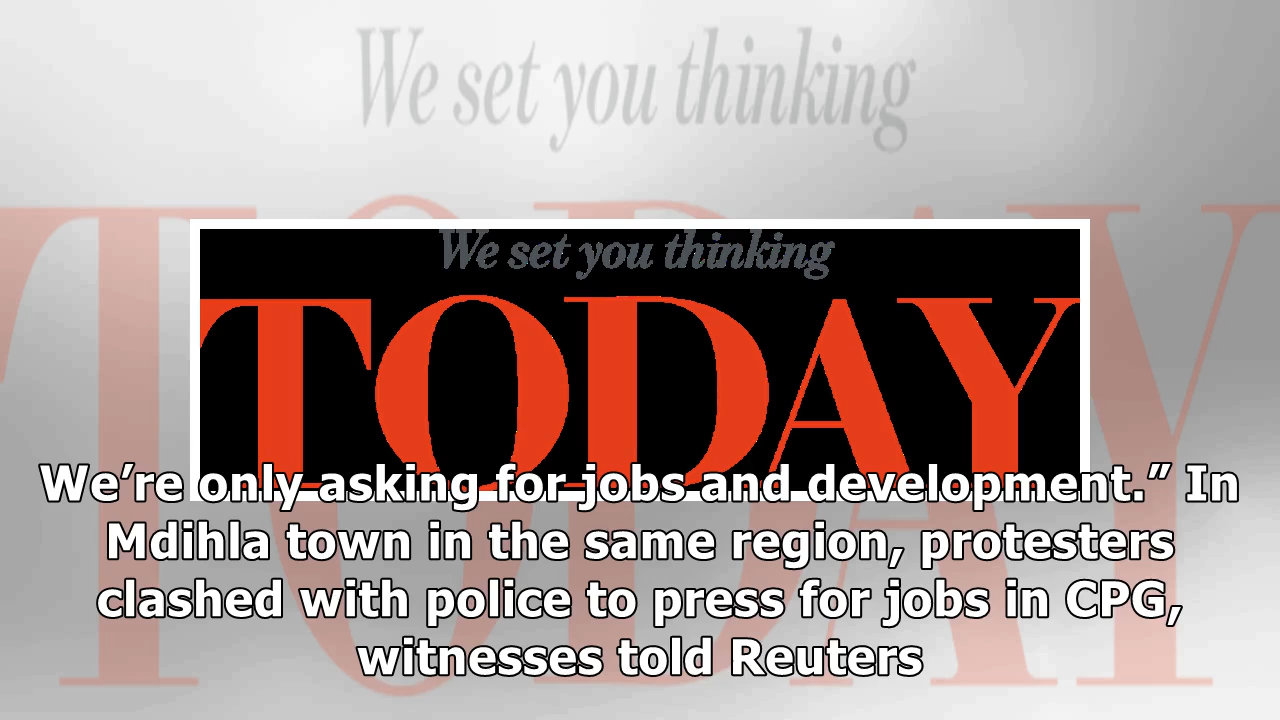 We set you thinking
We set you thinking
TODAY
TODAY
We’re only asking for jobs and development.” In
Mdihla town in the same region, protesters
clashed with police to press for jobs in CPG,
witnesses told Reuters